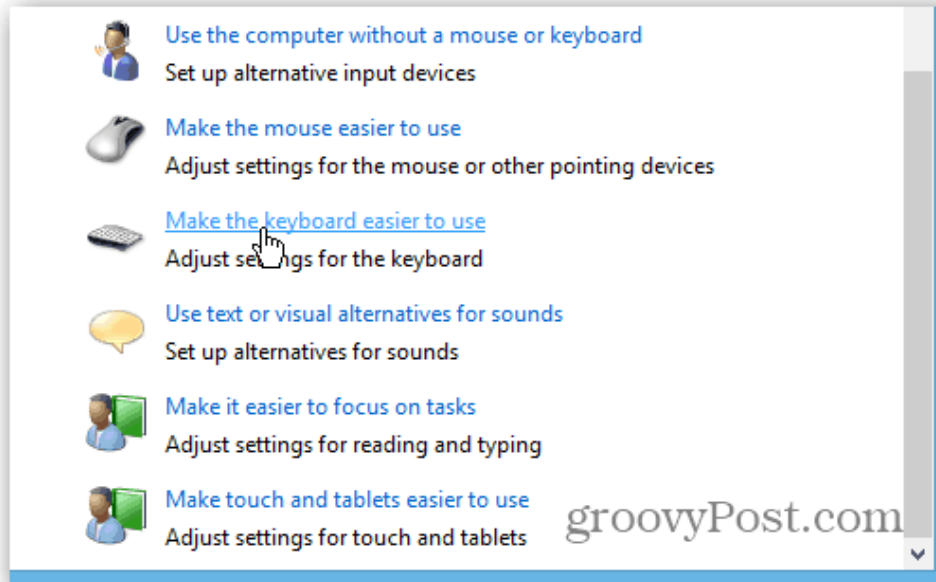 Use the computer without a mouse or keyboard
Set up alternative input devices
Make the mouse easier to use
Adjust settings for the mouse or other pointing devices
Make the keyboard easier to use
Adjust settings for the keyboard
Use text or visual alternatives for sounds
Set up alternatives for sounds
Make it easier to focus on tasks
Adjust settings for reading and typing
Make touch and tablets easier to use
Adjust settings for touch and tablets
groovyPost.com